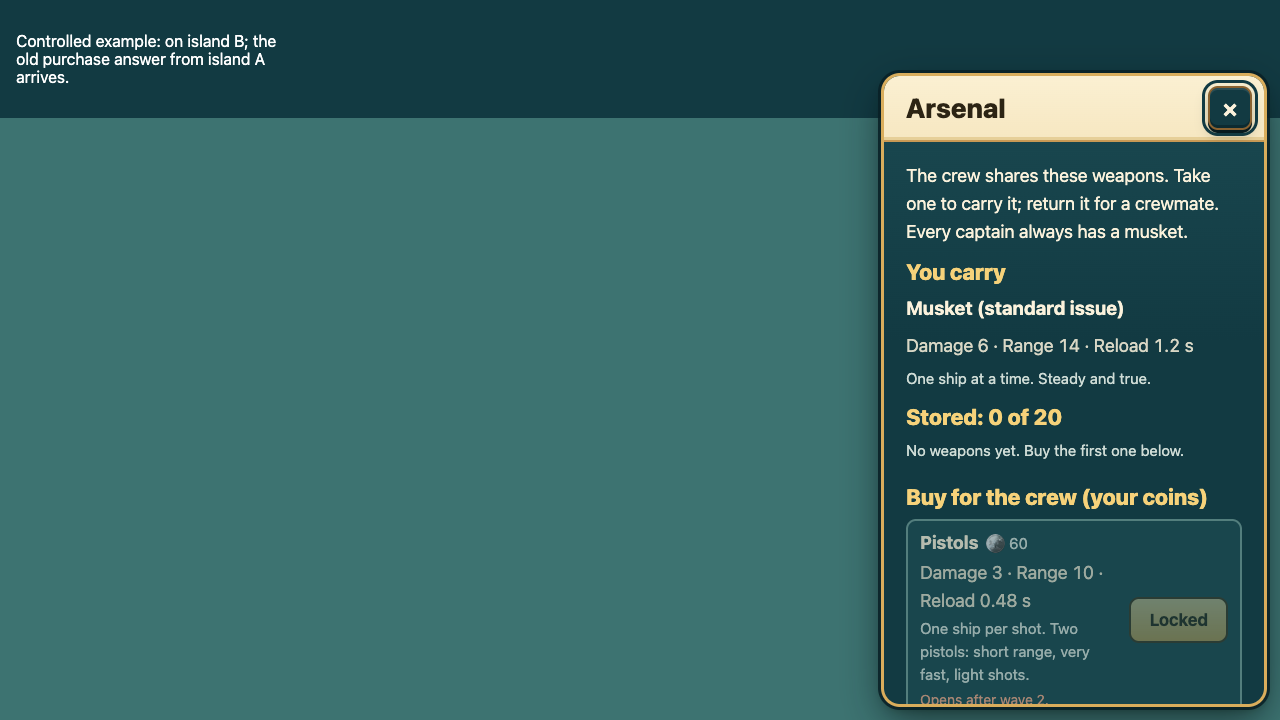 Controlled example: on island B; the
old purchase answer from island A
arrives.
Arsenal
×
The crew shares these weapons. Take
one to carry it; return it for a crewmate.
Every captain always has a musket.
You carry
Musket (standard issue)
Damage 6 · Range 14 · Reload 1.2 s
One ship at a time. Steady and true.
Stored: 0 of 20
No weapons yet. Buy the first one below.
Buy for the crew (your coins)
Pistols 60
Damage 3 · Range 10 ·
Reload 0.48 s
Locked
One ship per shot. Two
pistols: short range, very
fast, light shots.
Opens after wave 2.